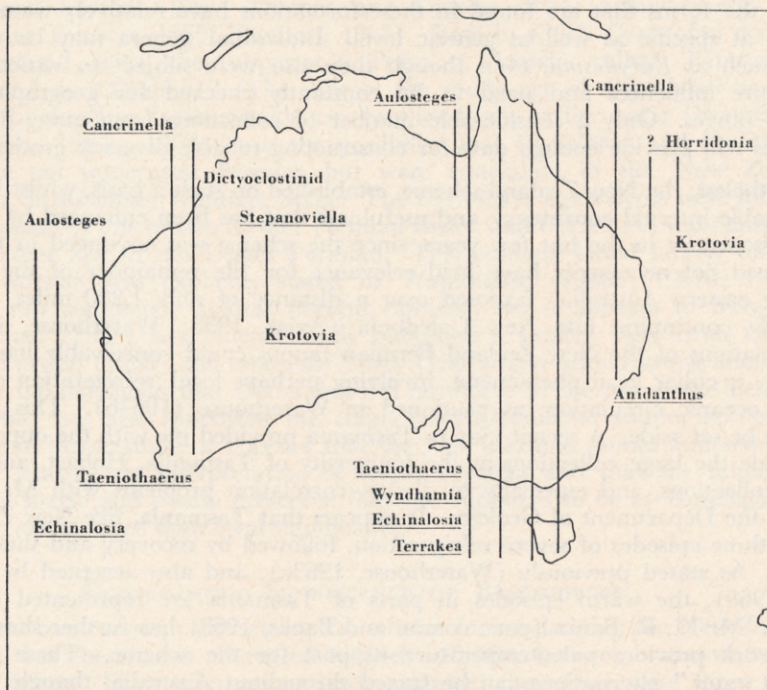 Cancrinella
Aulosteges
Cancrinella
? Horridonia
Dictyoclostinid
Stepanoviella
Aulosteges
Krotovia
Krotovia
Anidanthus
Taeniothaerus
Taeniothaerus
Wyndhamia
Echinalosia
Echinalosia
Terrakea